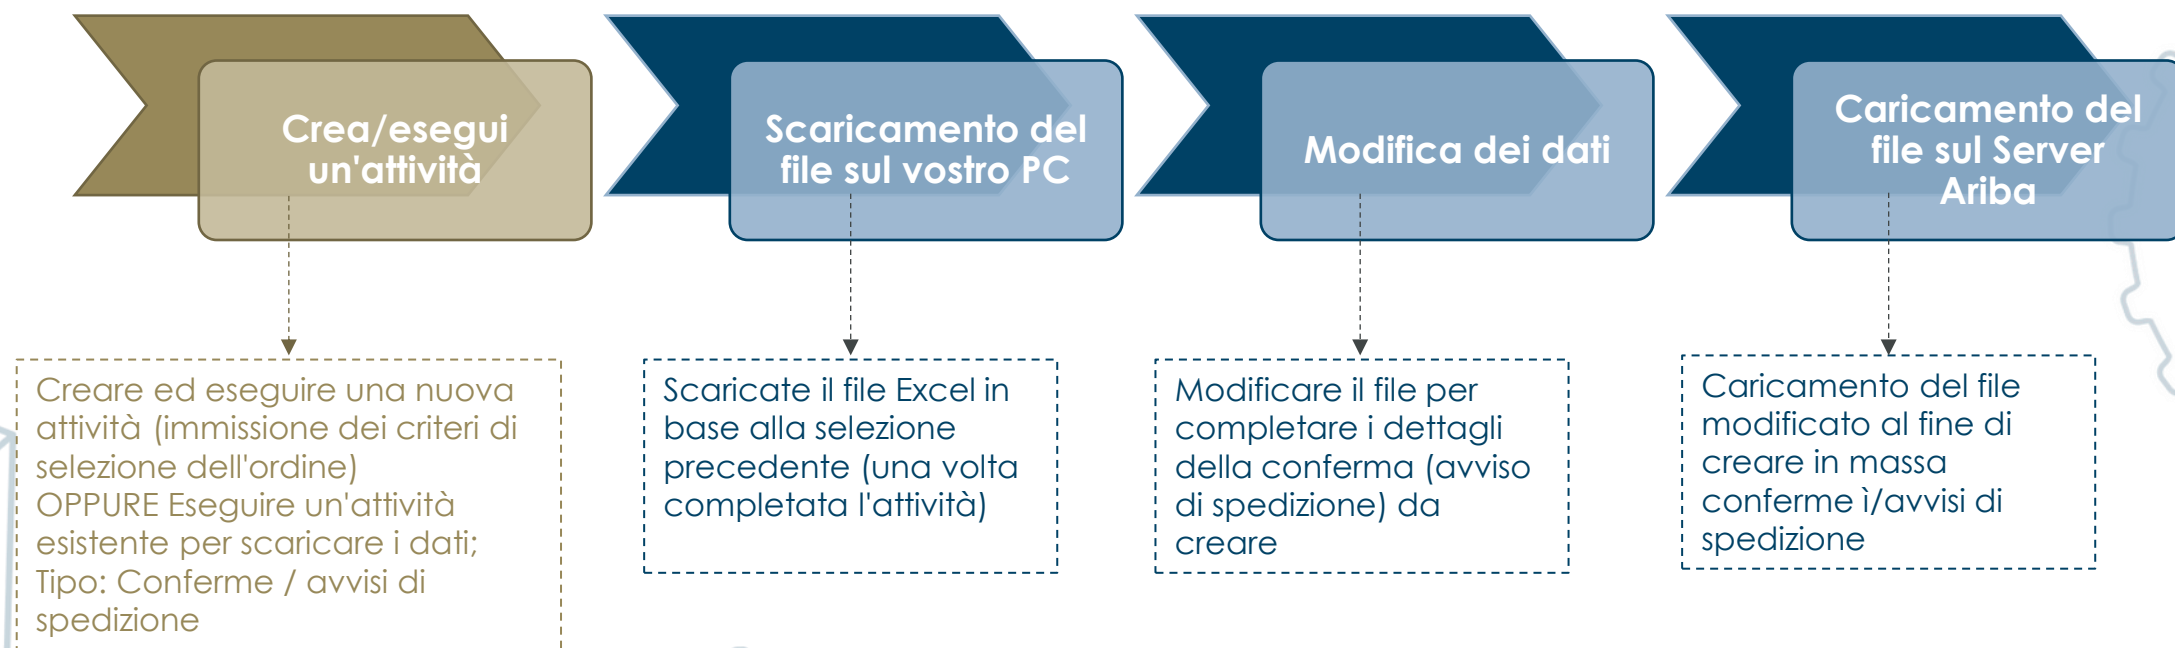 Crea/esegui
un'attività
Scaricamento del
file sul vostro PC
Modifica dei dati
Caricamento del
file sul Server
Ariba
Creare ed eseguire una nuova
attività (immissione dei criteri di
selezione dell'ordine)
OPPURE Eseguire un'attività
esistente per scaricare i dati;
Tipo: Conferme / avvisi di
spedizione
Scaricate il file Excel in
base alla selezione
precedente (una volta
completata l'attività)
Modificare il file per
completare i dettagli
della conferma (avviso
di spedizione) da
creare
Caricamento del file
modificato al fine di
creare in massa
conferme ì/avvisi di
spedizione